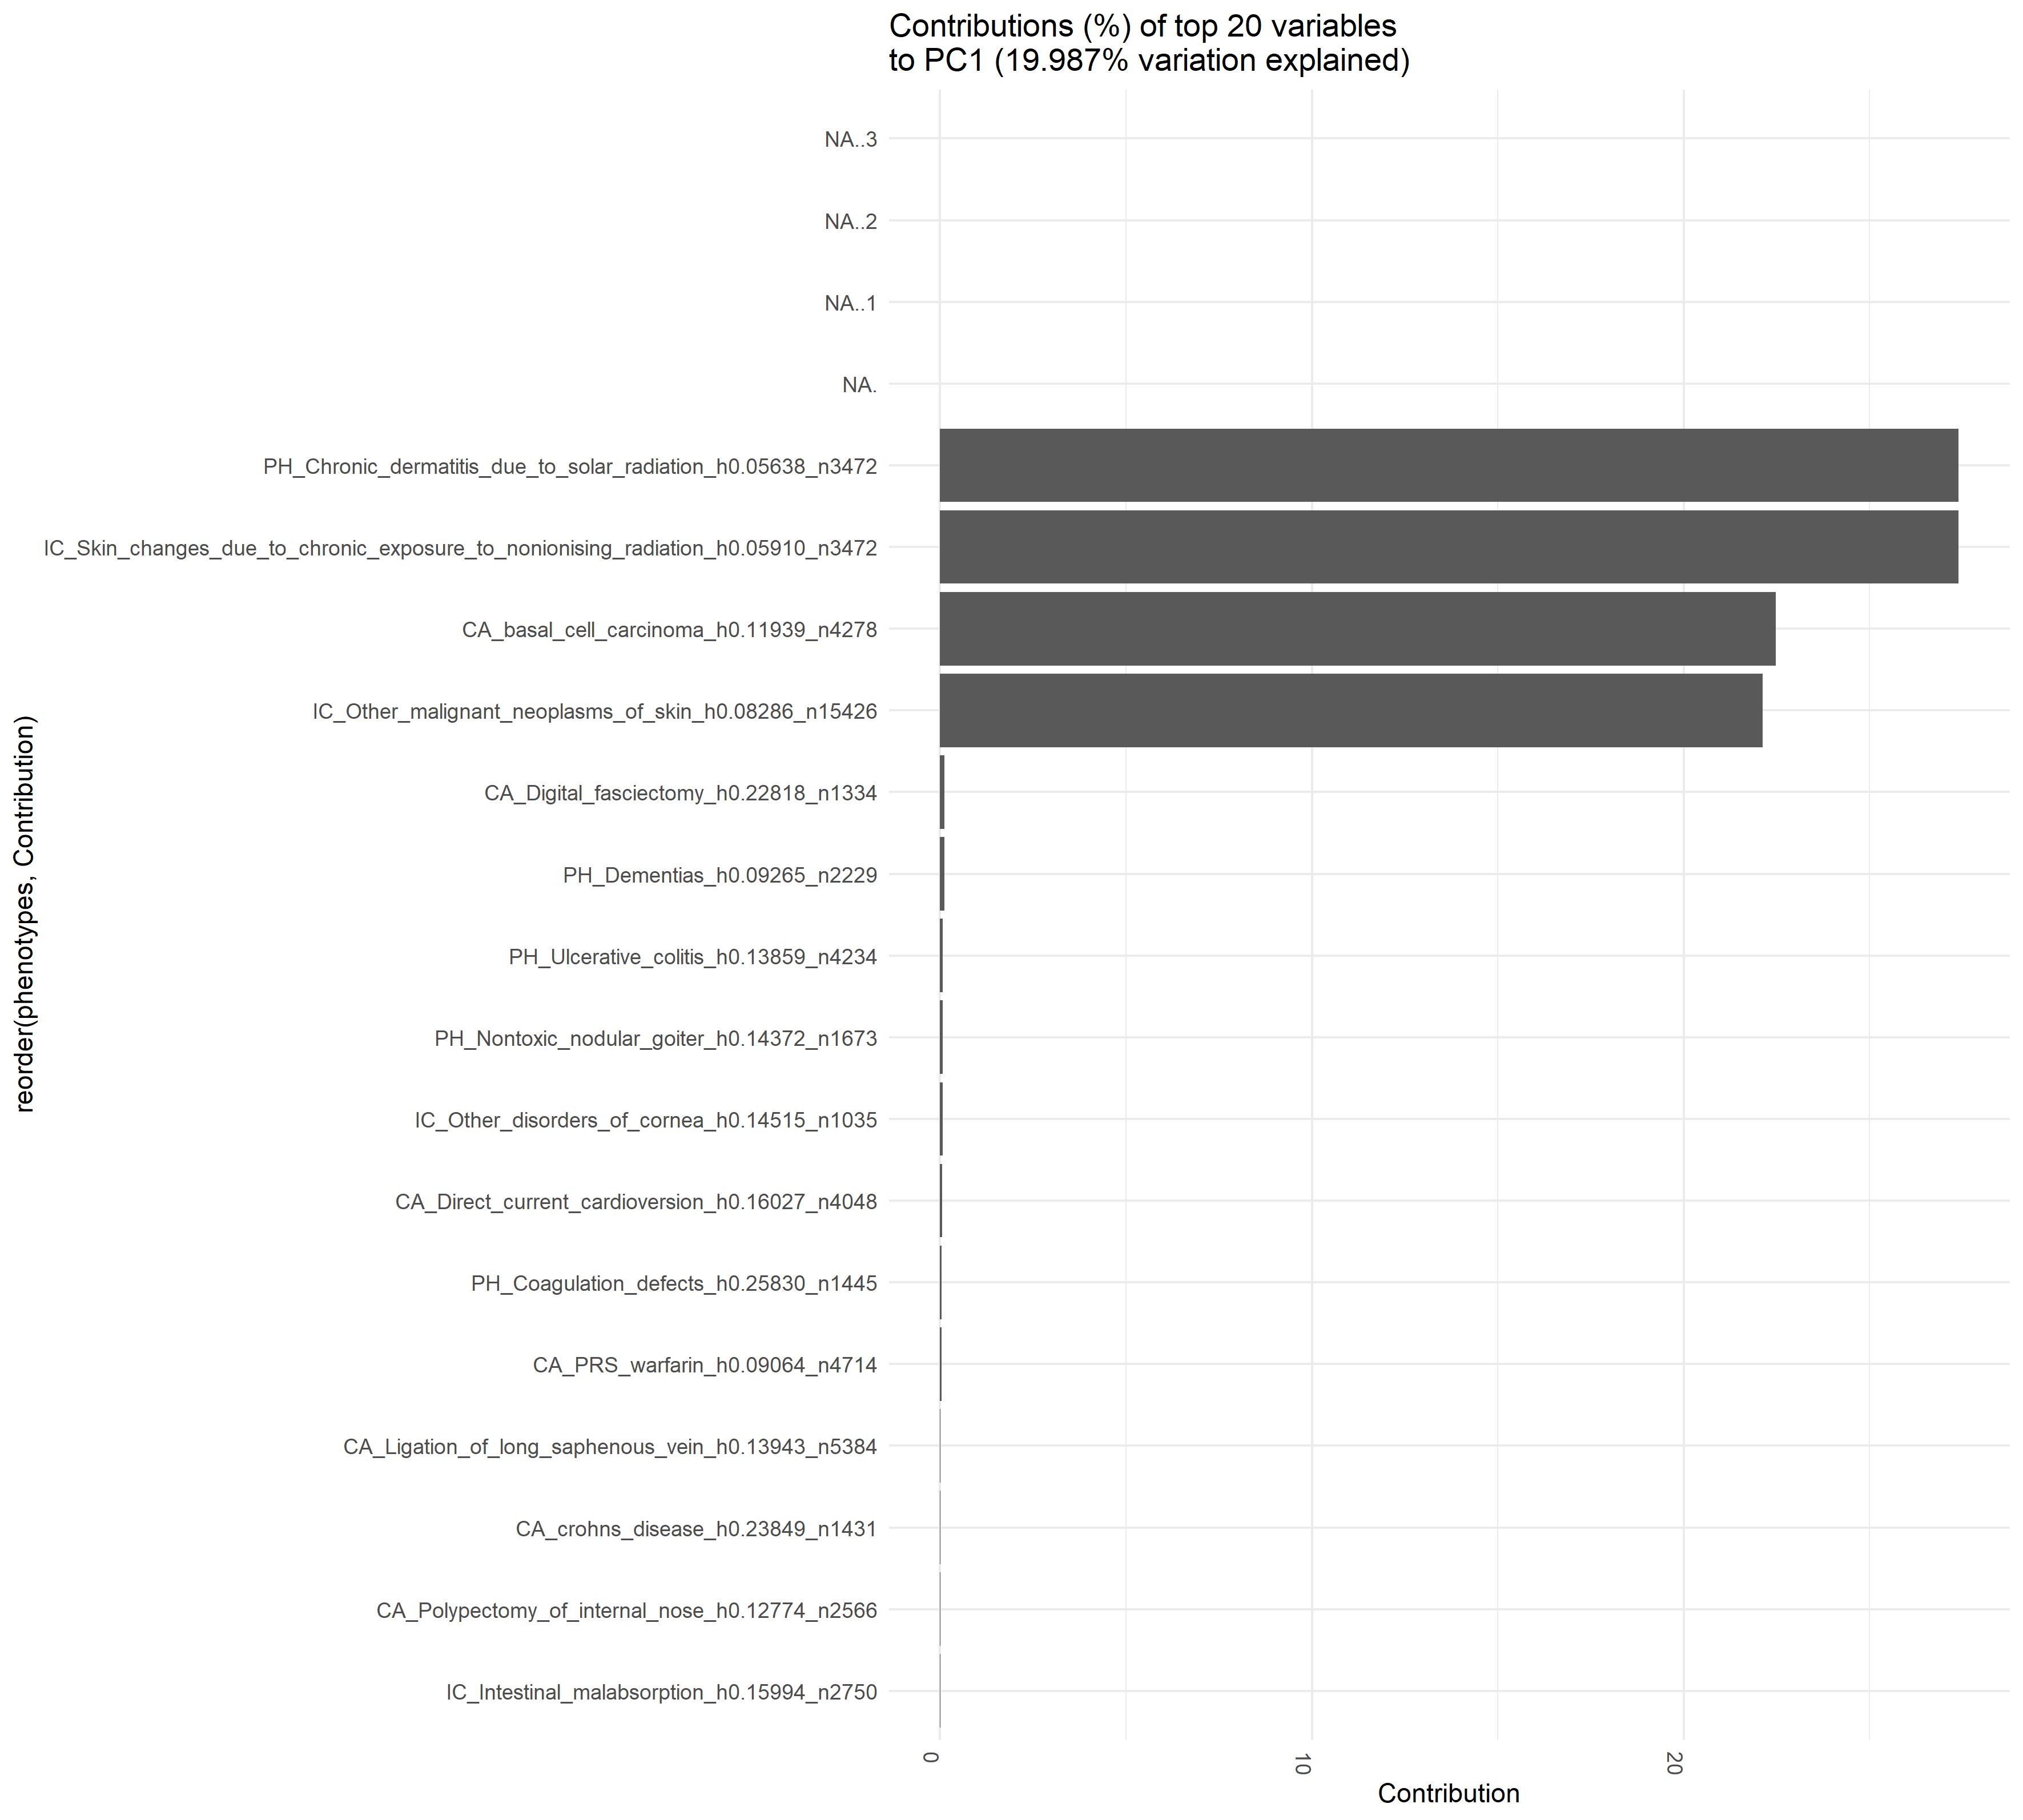 Contributions (%) of top 20 variables
to PC1 (19.987% variation explained)
NA..3
NA..2
NA..1
NA.
PH_Chronic_dermatitis_due_to_solar_radiation_h0.05638_n3472
IC_Skin_changes_due_to_chronic_exposure_to_nonionising_radiation_h0.05910_n3472
CA_basal_cell_carcinoma_h0.11939_n4278
IC_Other_malignant_neoplasms_of_skin_h0.08286_n15426
CA_Digital_fasciectomy_h0.22818_n1334
PH_Dementias_h0.09265_n2229
PH_Ulcerative_colitis_h0.13859_n4234
PH_Nontoxic_nodular_goiter_h0.14372_n1673
IC_Other_disorders_of_cornea_h0.14515_n1035
CA_Direct_current_cardioversion_h0.16027_n4048
PH_Coagulation_defects_h0.25830_n1445
CA_PRS_warfarin_h0.09064_n4714
CA_Ligation_of_long_saphenous_vein_h0.13943_n5384
CA_crohns_disease_h0.23849_n1431
CA_Polypectomy_of_internal_nose_h0.12774_n2566
IC_Intestinal_malabsorption_h0.15994_n2750
reorder(phenotypes, Contribution)
0
10
20
Contribution